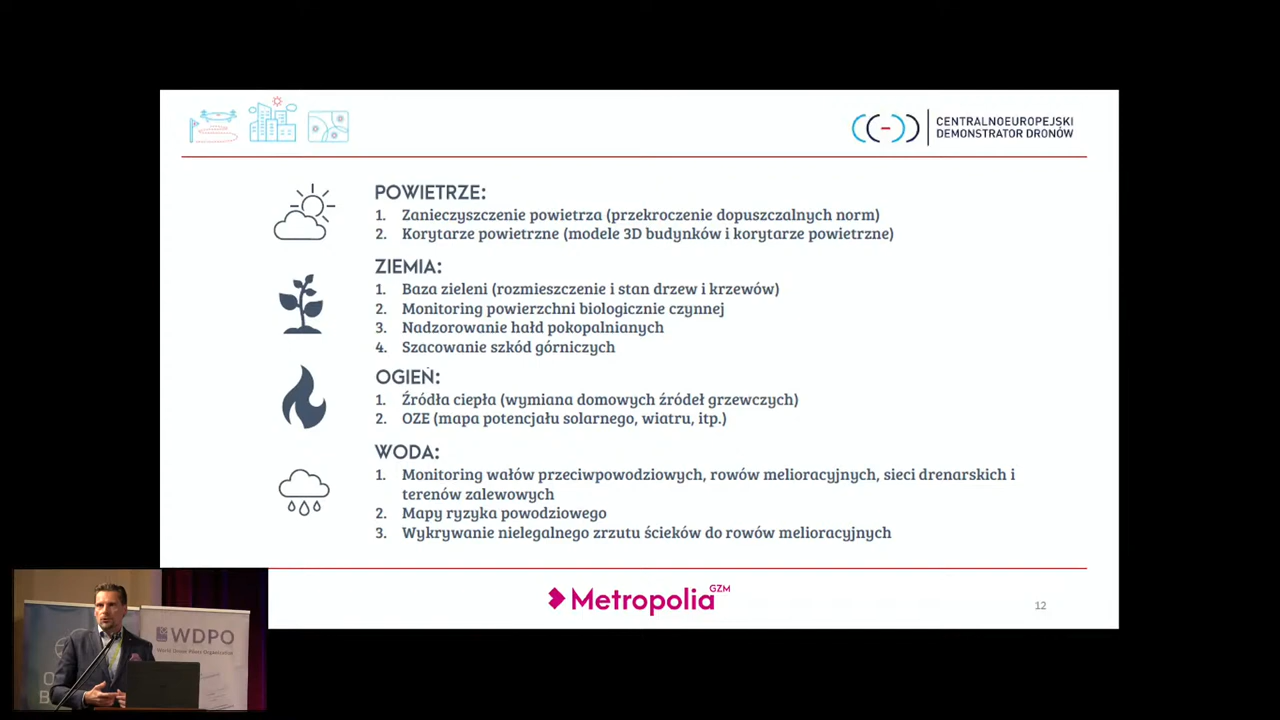 CENTRALNOEUROPEJSKI
DEMONSTRATOR DRONÓW
POWIETRZE:
1. Zanieczyszczenie powietrza (przekroczenie dopuszczalnych norm)
2. Korytarze powietrzne (modele 3D budynków i korytarze powietrzne)
ZIEMIA:
1. Baza zieleni (rozmieszczenie i stan drzew i krzewów)
2. Monitoring powierzchni biologicznie czynnej
3. Nadzorowanie hałd pokopalnianych
4. Szacowanie szkód górniczych
OGIEŃ:
1. Źródła ciepła (wymiana domowych źródeł grzewczych)
2. OZE (mapa potencjału solarnego, wiatru, itp.)
WODA:
1. Monitoring wałów przeciwpowodziowych, rowów melioracyjnych, sieci drenarskich i
terenów zalewowych
2. Mapy ryzyka powodziowego
3. Wykrywanie nielegalnego zrzutu ścieków do rowów melioracyjnych
Metropolia GZM
12
WDPO
World Drone Pilots Organization